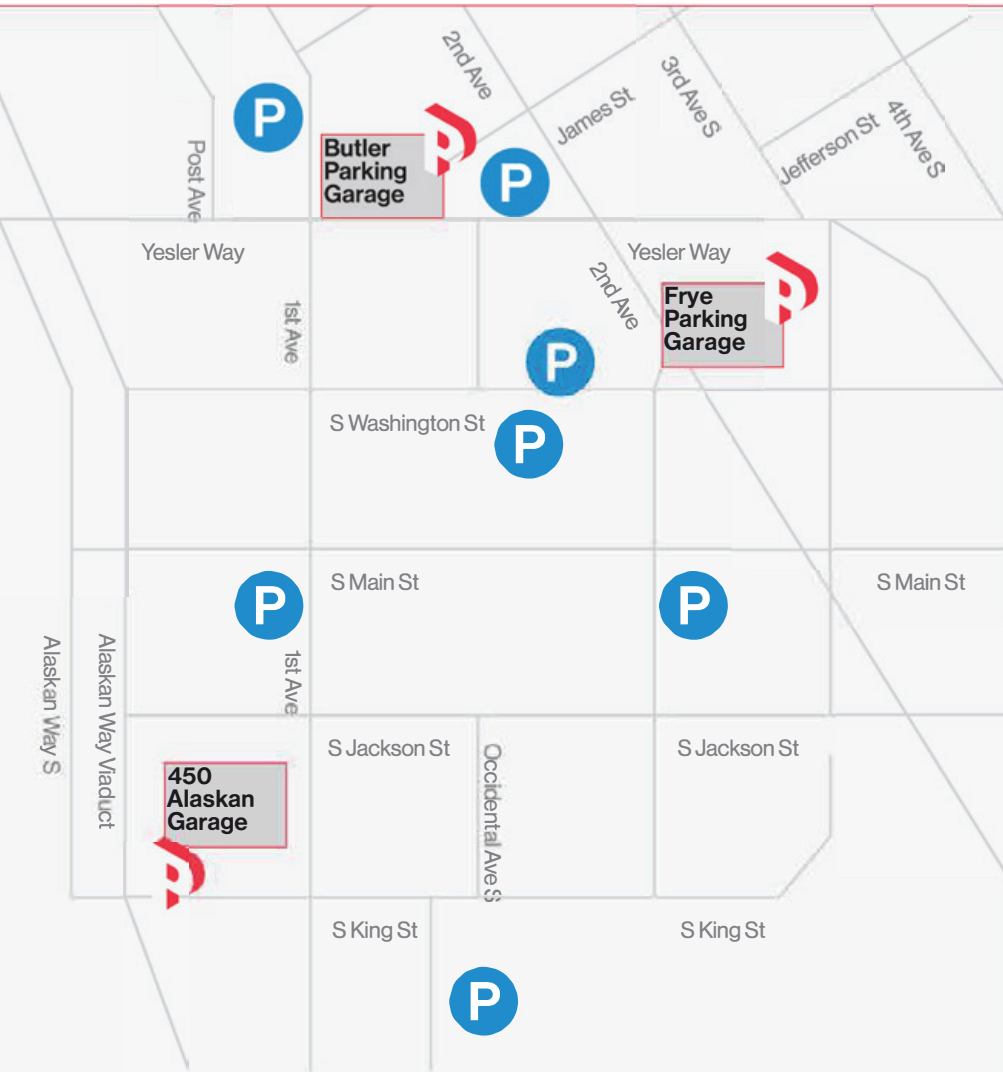 2nd Ave
3rd Ave S
James St
Jefferson St
4th Ave S
P
Post Ave
Butler
Parking
Garage
P
Yesler Way
Yesler Way
2nd Ave
1st Ave
Frye
Parking
Garage
P
S Washington St
P
S Main St
S Main St
P
P
Alaskan Way S
Alaskan Way Viaduct
1st Ave
S Jackson St
S Jackson St
450
Alaskan
Garage
Occidental Ave S
S King St
S King St
P